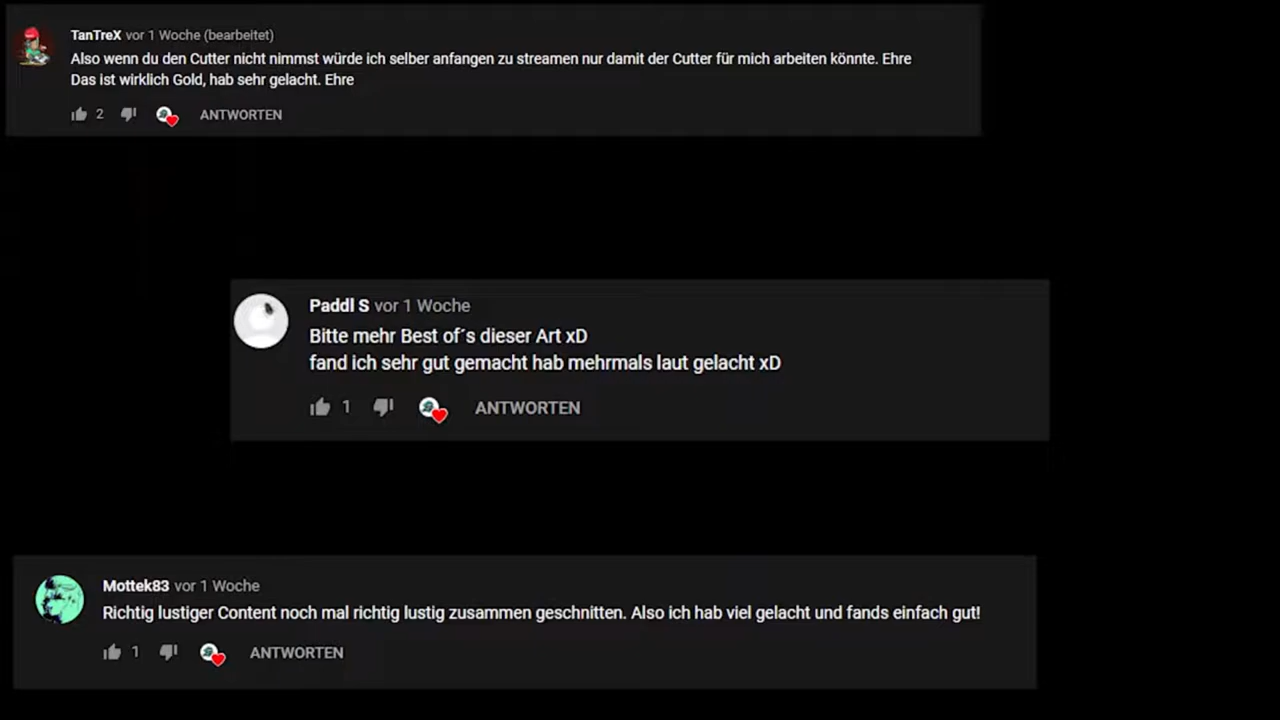 TanTreX vor 1 Woche (bearbeitet)
Also wenn du den Cutter nicht nimmst würde ich selber anfangen zu streamen nur damit der Cutter für mich arbeiten könnte. Ehre
Das ist wirklich Gold, hab sehr gelacht. Ehre
2 ANTWORTEN
Paddl S vor 1 Woche
Bitte mehr Best of´s dieser Art xD
fand ich sehr gut gemacht hab mehrmals laut gelacht xD
1 ANTWORTEN
Mottek83 vor 1 Woche
Richtig lustiger Content noch mal richtig lustig zusammen geschnitten. Also ich hab viel gelacht und fands einfach gut!
1 ANTWORTEN